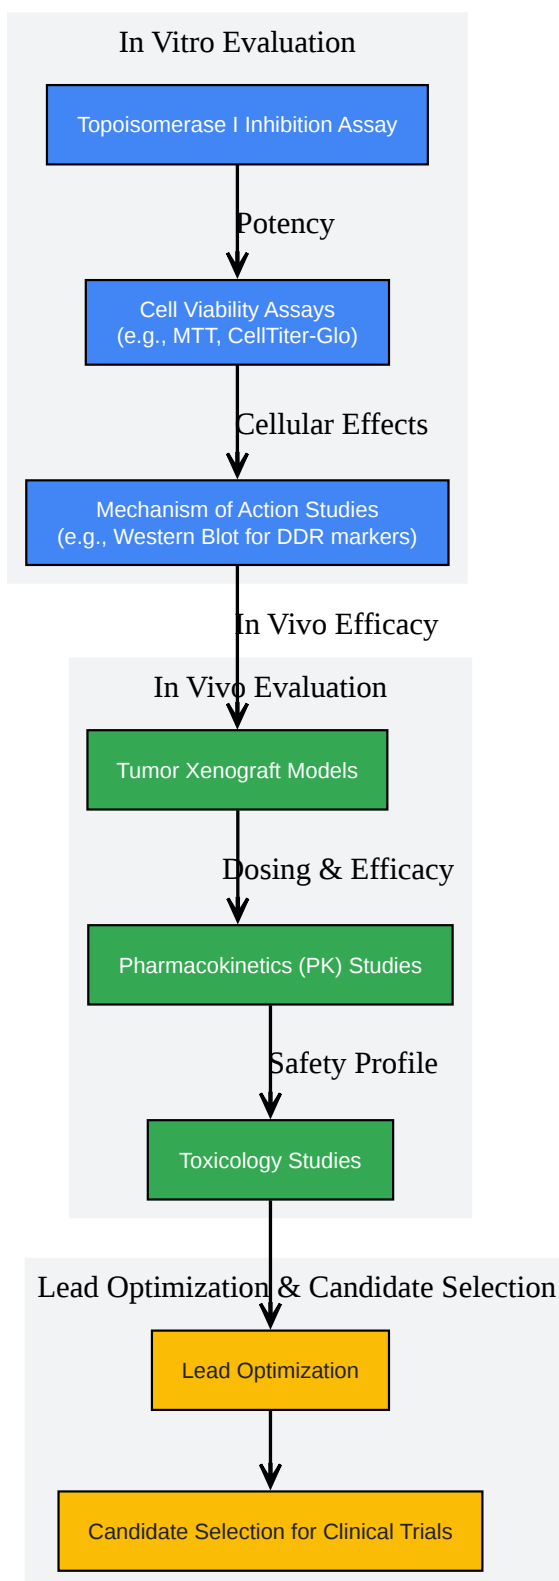 In Vitro Evaluation
Topoisomerase I Inhibition Assay
Potency
Cell Viability Assays
(e.g., MTT, CellTiter-Glo)
Cellular Effects
Mechanism of Action Studies
(e.g., Western Blot for DDR markers)
In Vivo Efficacy
In Vivo Evaluation
Tumor Xenograft Models
Dosing & Efficacy
Pharmacokinetics (PK) Studies
Safety Profile
Toxicology Studies
Lead Optimization & Candidate Selection
Lead Optimization
Candidate Selection for Clinical Trials